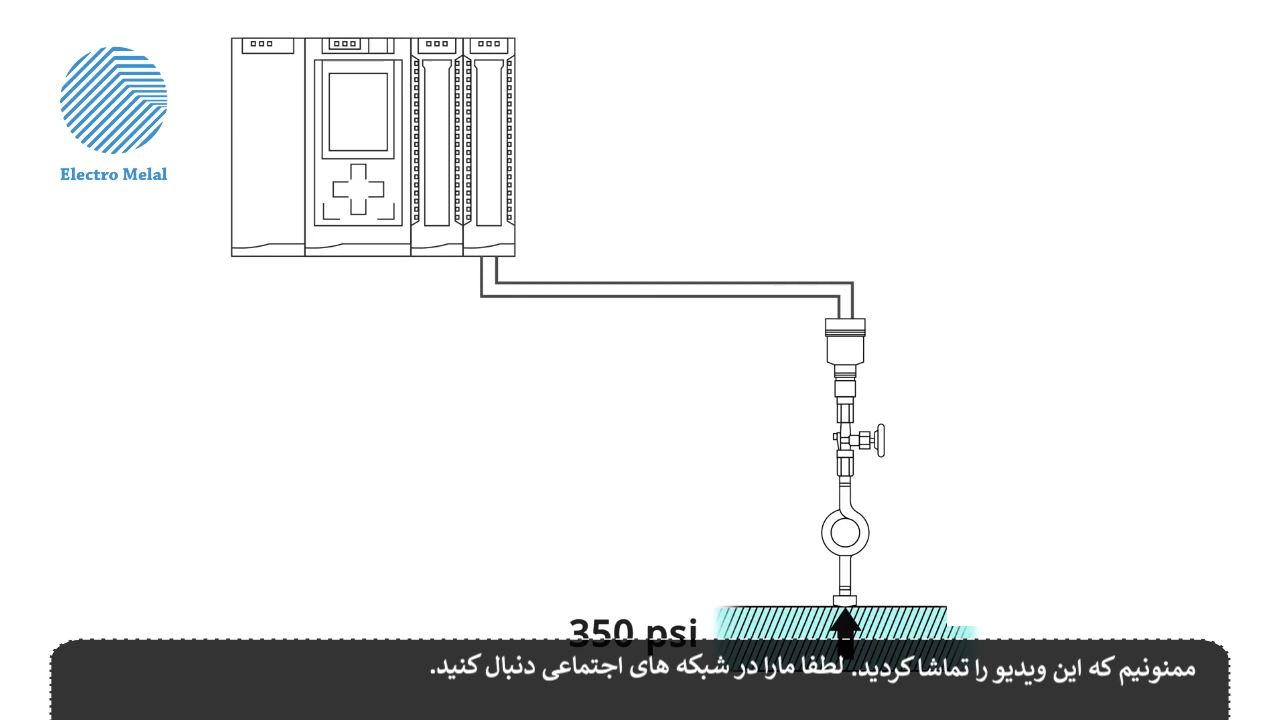 Electro Melal
350 psi
ممنونیم که این ویدیو را تماشا کردید. لطفا مارا در شبکه های اجتماعی دنبال کنید.